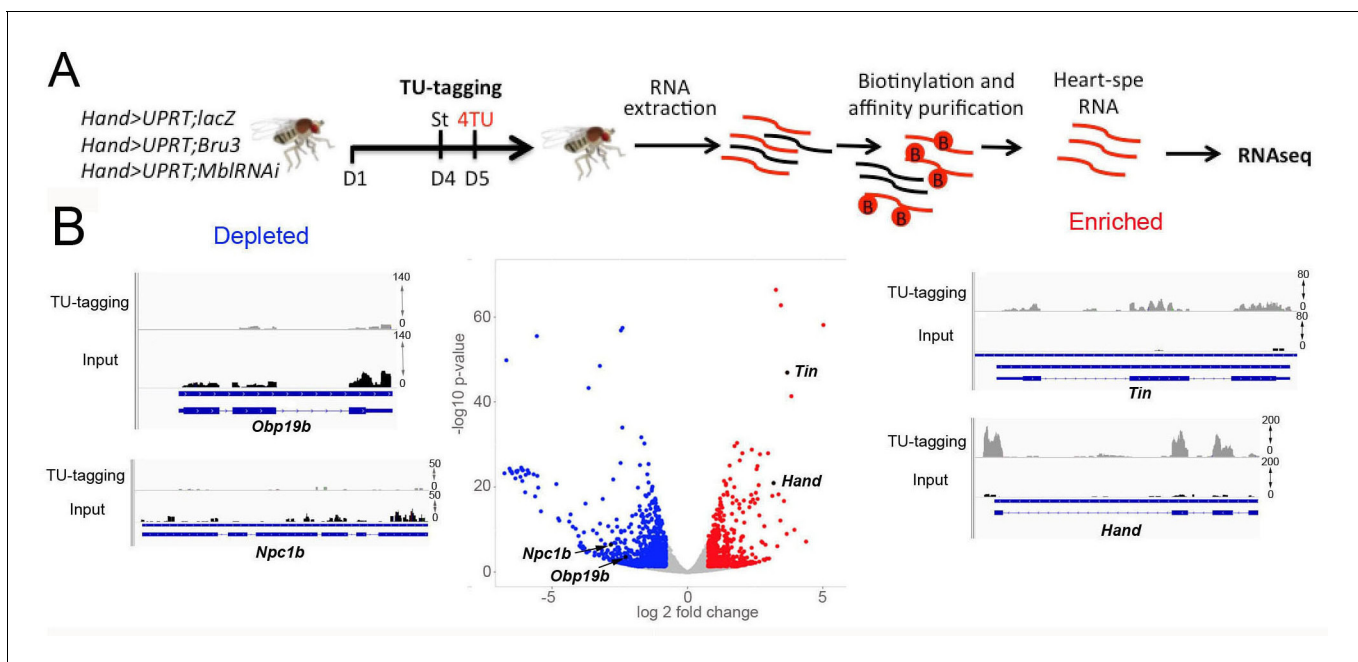 A
Hand>UPRT;lacZ
Hand>UPRT;Bru3
Hand>UPRT;MblRNAi
TU-tagging
St 4TU
D1 D4 D5
RNA
extraction
Biotinylation and
affinity purification
B
B
B
B
B
Heart-spe
RNA
RNAseq
B
Depleted
TU-tagging
140
0
Input
140
0
Obp19b
TU-tagging
50
0
Input
50
0
Npc1b
-log10 p-value
60
40
20
0
-5 0 5
log 2 fold change
Tin
Hand
Npc1b
Obp19b
Enriched
TU-tagging
80
0
Input
80
0
Tin
TU-tagging
200
0
Input
200
0
Hand